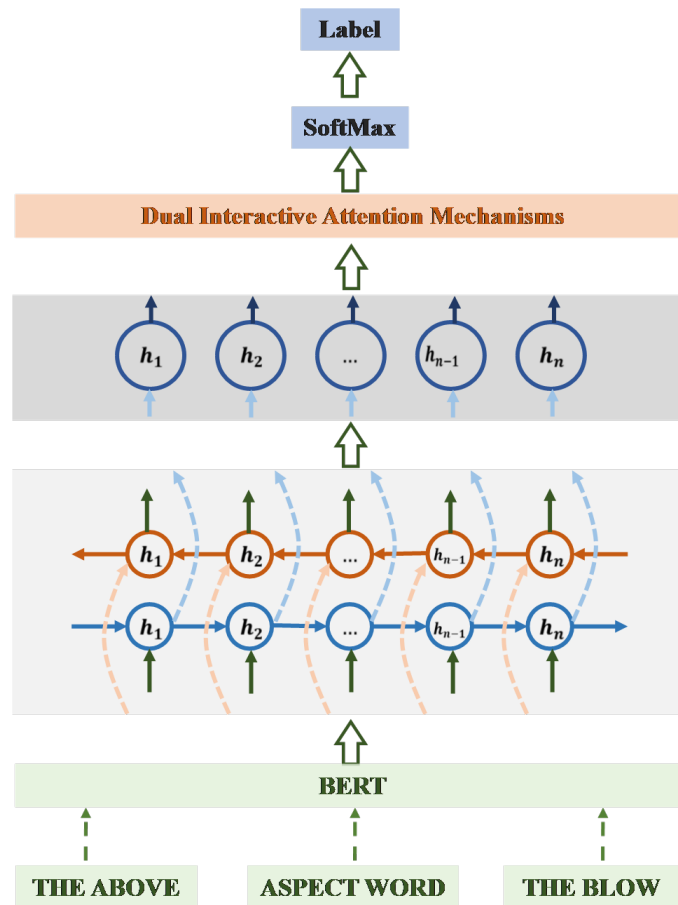 Label
SoftMax
Dual Interactive Attention Mechanisms
h₁ h₂ ... hₙ₋₁ hₙ
h₁ h₂ ... hₙ₋₁ hₙ
h₁ h₂ ... hₙ₋₁ hₙ
BERT
THE ABOVE ASPECT WORD THE BLOW